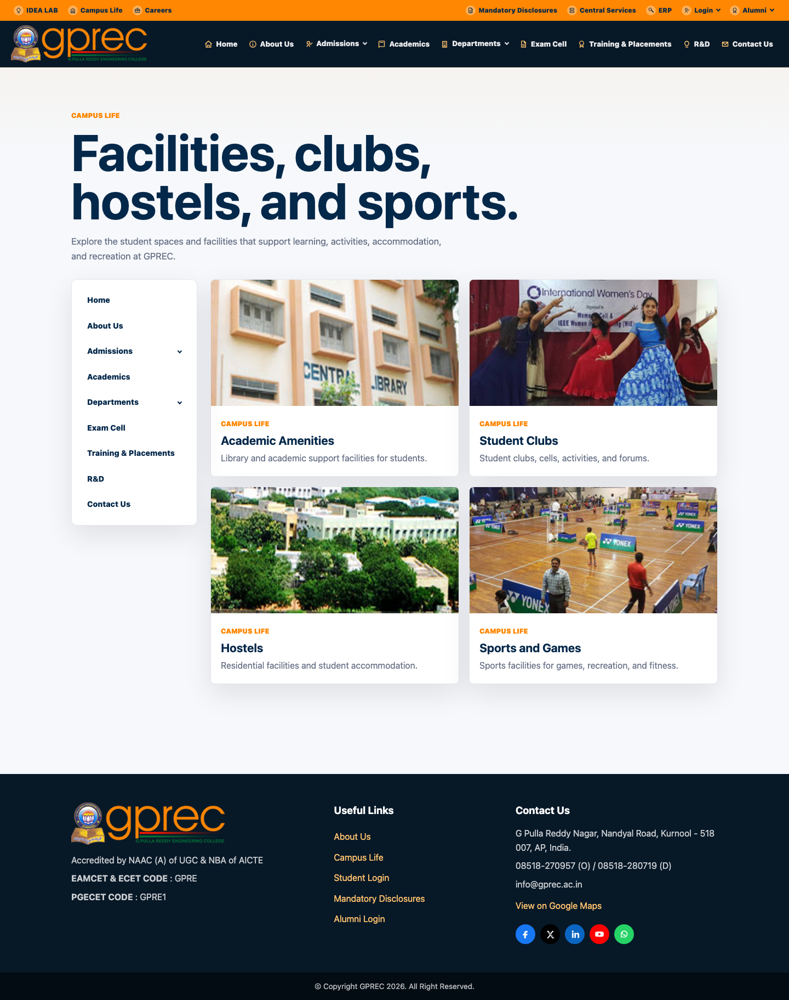 IDEA LAB
Campus Life
Careers
Mandatory Disclosures
Central Services
ERP
Login
Alumni
gprec
G.PULLA REDDY ENGINEERING COLLEGE
Home
About Us
Admissions
Academics
Departments
Exam Cell
Training & Placements
R&D
Contact Us
CAMPUS LIFE
Facilities, clubs,
hostels, and sports.
Explore the student spaces and facilities that support learning, activities, accommodation,
and recreation at GPREC.
Home
About Us
Admissions
Academics
Departments
Exam Cell
Training & Placements
R&D
Contact Us
CENTRAL LIBRARY
CAMPUS LIFE
Academic Amenities
Library and academic support facilities for students.
International Women's Day
Organised by
Cell &
IEEE Women
(WIE)
CAMPUS LIFE
Student Clubs
Student clubs, cells, activities, and forums.
CAMPUS LIFE
Hostels
Residential facilities and student accommodation.
YONEX
YONEX
YONEX
CAMPUS LIFE
Sports and Games
Sports facilities for games, recreation, and fitness.
gprec
G.PULLA REDDY ENGINEERING COLLEGE
Accredited by NAAC (A) of UGC & NBA of AICTE
EAMCET & ECET CODE : GPRE
PGECET CODE : GPRE1
Useful Links
About Us
Campus Life
Student Login
Mandatory Disclosures
Alumni Login
Contact Us
G Pulla Reddy Nagar, Nandyal Road, Kurnool - 518
007, AP, India.
08518-270957 (O) / 08518-280719 (D)
info@gprec.ac.in
View on Google Maps
© Copyright GPREC 2026. All Right Reserved.